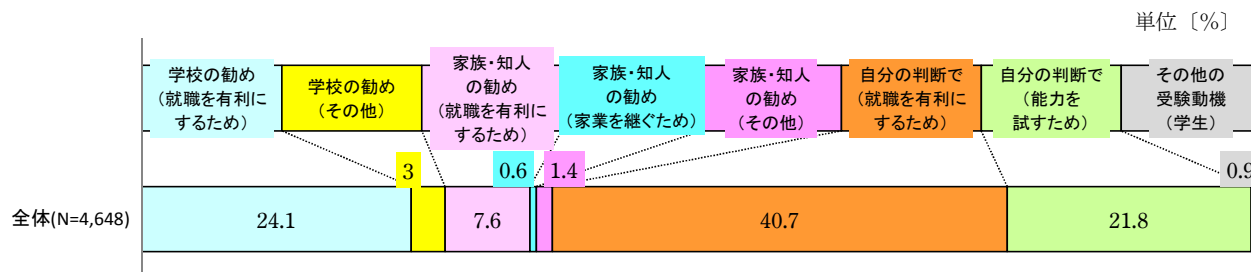 単位〔%〕
学校の勧め
(就職を有利に
するため)
学校の勧め
(その他)
家族・知人
の勧め
(就職を有利に
するため)
家族・知人
の勧め
(家業を継ぐため)
家族・知人
の勧め
(その他)
自分の判断で
(就職を有利に
するため)
自分の判断で
(能力を
試すため)
その他の
受験動機
(学生)
3
0.6
1.4
0.9
全体(N=4,648)
24.1
7.6
40.7
21.8